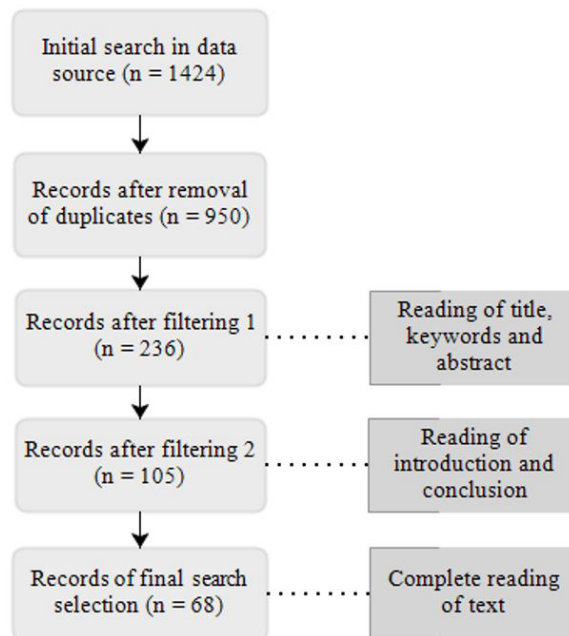 Initial search in data
source (n = 1424)
Records after removal
of duplicates (n = 950)
Records after filtering 1
(n = 236)
Reading of title,
keywords and
abstract
Records after filtering 2
(n = 105)
Reading of
introduction and
conclusion
Records of final search
selection (n = 68)
Complete reading
of text